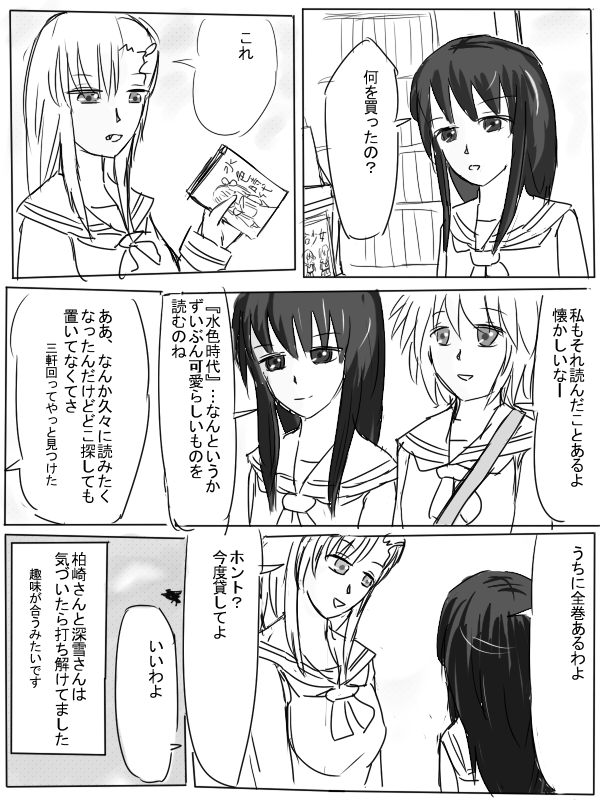 何を買ったの?
少女
これ
水色時代
私もそれ読んだことあるよ
懐かしいなー
『水色時代』…なんというか
ずいぶん可愛らしいものを
読むのね
ああ、なんか久々に読みたく
なったんだけどどこ探しても
置いてなくてさ
三軒回ってやっと見つけた
うちに全巻あるわよ
ホント?
今度貸してよ
いいわよ
柏崎さんと深雪さんは
気づいたら打ち解けてました
趣味が合うみたいです